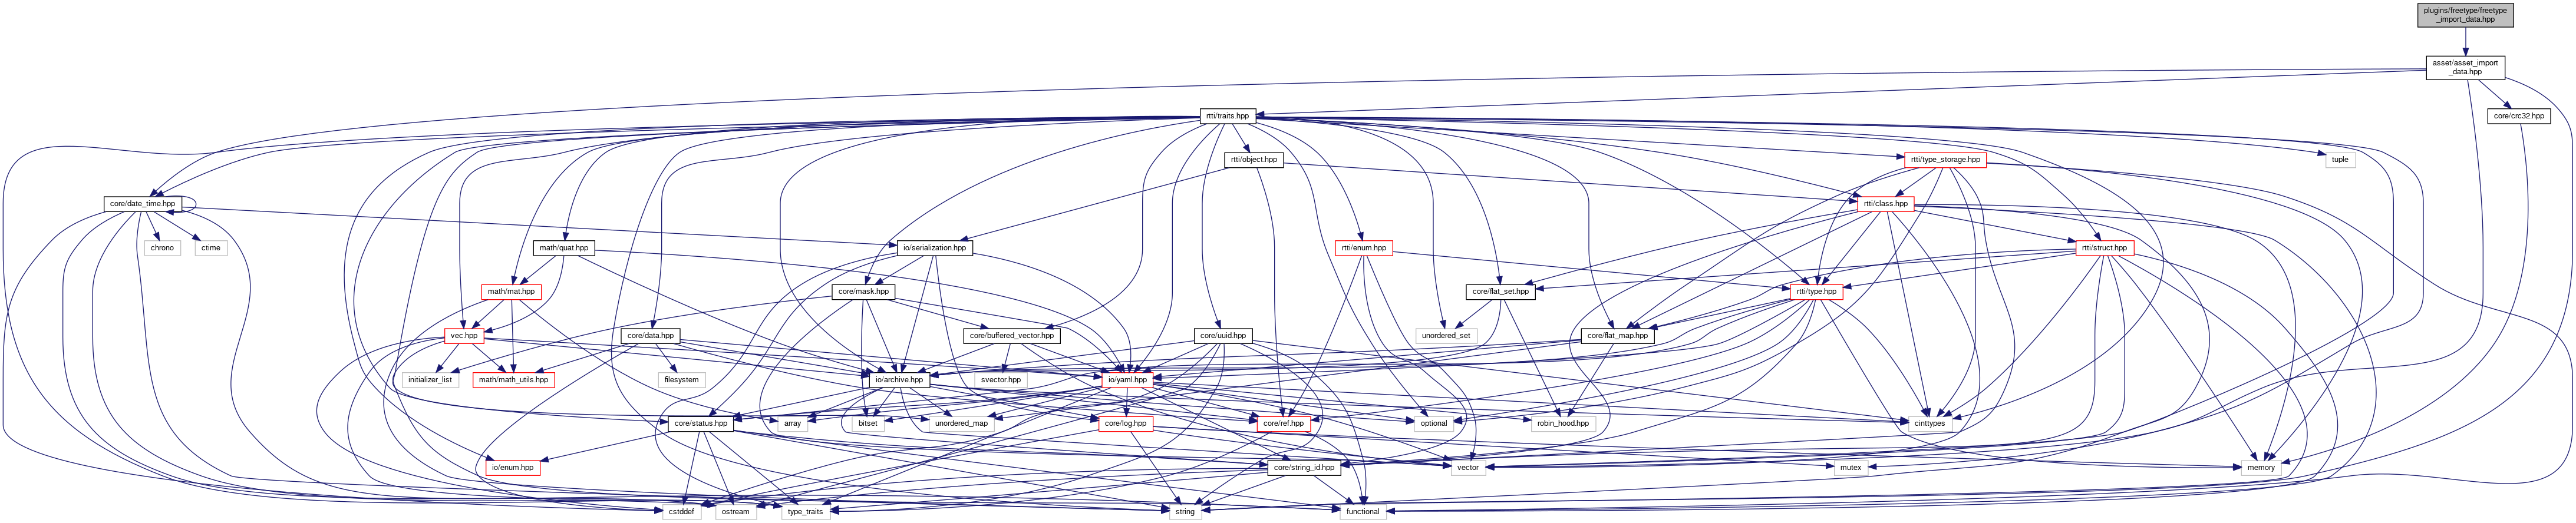 plugins/freetype/freetype
_import_data.hpp
asset/asset_import
_data.hpp
rtti/traits.hpp
core/crc32.hpp
rtti/object.hpp
rtti/type_storage.hpp
tuple
core/date_time.hpp
rtti/class.hpp
chrono
ctime
math/quat.hpp
io/serialization.hpp
rtti/enum.hpp
rtti/struct.hpp
math/mat.hpp
core/mask.hpp
core/flat_set.hpp
rtti/type.hpp
vec.hpp
core/data.hpp
core/buffered_vector.hpp
core/uuid.hpp
unordered_set
core/flat_map.hpp
initializer_list
math/math_utils.hpp
filesystem
io/archive.hpp
svector.hpp
io/yaml.hpp
core/status.hpp
array
bitset
unordered_map
core/log.hpp
core/ref.hpp
optional
robin_hood.hpp
cinttypes
io/enum.hpp
core/string_id.hpp
vector
mutex
memory
cstddef
ostream
type_traits
string
functional